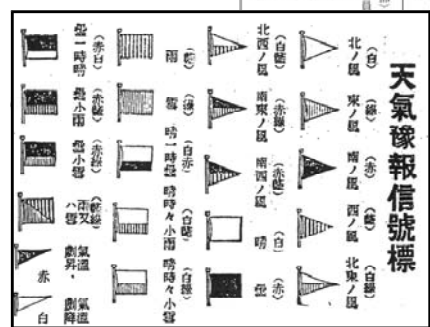 天氣豫報信號標
(白)
北ノ風
(綠)
東ノ風
(赤)
南ノ風
(藍)
西ノ風
(白綠)
北東ノ風
(白藍)
北西ノ風
(赤綠)
南東ノ風
(赤藍)
南西ノ風
(白)
晴
(赤)
曇
(藍)
雨
(綠)
雪
(白赤)
晴一時曇
(白藍)
晴時々小雨
(白綠)
晴時々小雪
(赤白)
曇一時晴
(赤藍)
曇小雨
(赤綠)
曇小雪
(藍綠)
雨又
ハ雪
氣溫
劇昇、
赤
氣溫
劇降
白